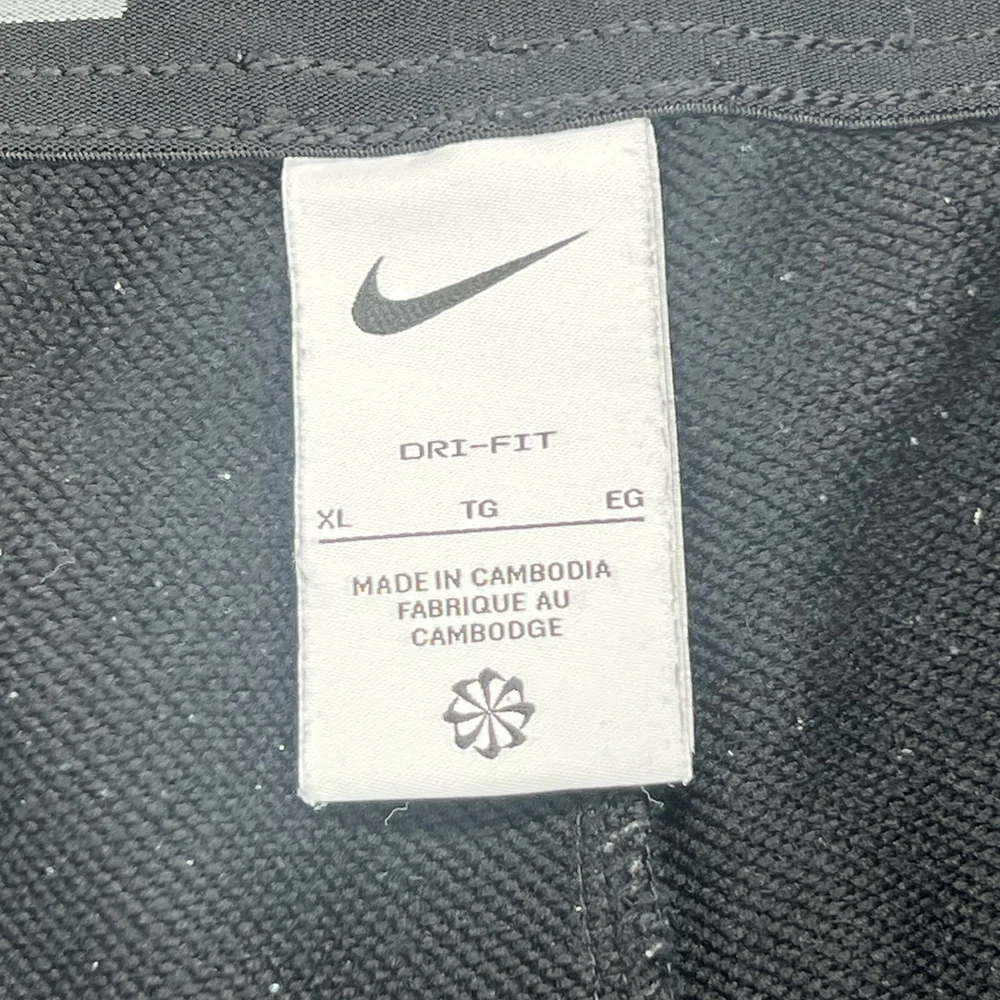 DRI-FIT
XL TG EG
MADE IN CAMBODIA
FABRIQUE AU
CAMBODGE